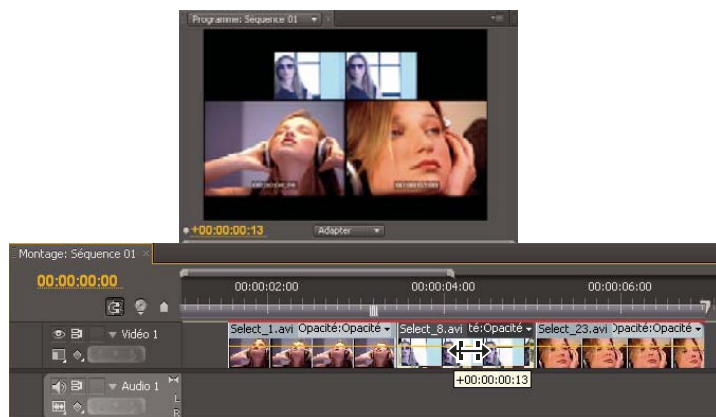 Programme: Séquence 01
+00:00:00:13
Adapter
Montage: Séquence 01
00:00:00:00
00:00:02:00
00:00:04:00
00:00:06:00
Vidéo 1
Select_1.avi Opacité:Opacité
Select_8.avi té:Opacité
Select_23.avi Opacité:Opacité
+00:00:00:13
Audio 1
L
R